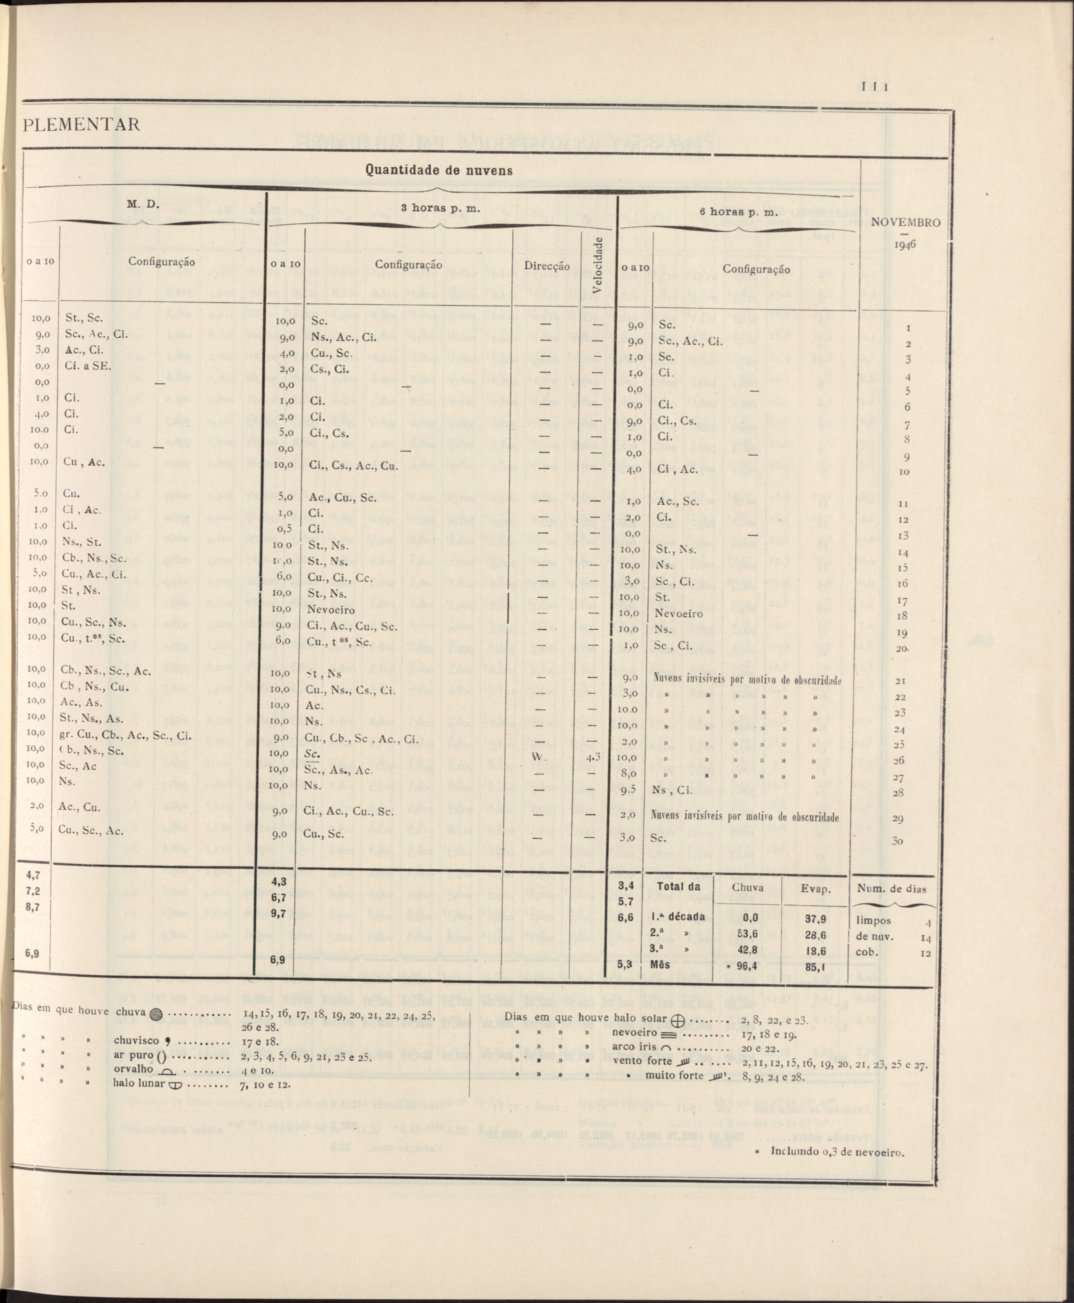 111
PLEMENTAR
Quantidade de nuvens
M. D. 3 horas p. m. 6 horas p. m. NOVEMBRO — 1946
0 a 10 Configuração 0 a 10 Configuração Direcção Velocidade 0 a 10 Configuração
10,0 St., Sc. 10,0 Sc. — — 9,0 Sc. 1
9,0 Sc., Ac., Ci. 9,0 Ns., Ac., Ci. — — 9,0 Sc., Ac., Ci. 2
3,0 Ac., Ci. 4,0 Cu., Sc. — — 1,0 Sc. 3
0,0 Ci. a SE. 2,0 Cs., Ci. — — 1,0 Ci. 4
0,0 — 0,0 — — — 0,0 — 5
1,0 Ci. 1,0 Ci. — — 0,0 Ci. 6
4,0 Ci. 2,0 Ci. — — 9,0 Ci., Cs. 7
10.0 Ci. 5,0 Ci., Cs. — — 1,0 Ci. 8
0,0 — 0,0 — — — 0,0 — 9
10,0 Cu , Ac. 10,0 Ci., Cs., Ac., Cu. — — 4,0 Ci , Ac. 10
5.0 Cu. 5,0 Ac., Cu., Sc. — — 1,0 Ac., Sc. 11
1.0 Ci , Ac. 1,0 Ci. — — 2,0 Ci. 12
1.0 Ci. 0,5 Ci. — — 0,0 — 13
10,0 Ns., St. 10 0 St., Ns. — — 10,0 St., Ns. 14
10,0 Cb., Ns., Sc. 10,0 St., Ns. — — 10,0 Ns. 15
5,0 Cu., Ac., Ci. 6,0 Cu., Ci., Cc. — — 3,0 Sc , Ci. 16
10,0 St , Ns. 10,0 St., Ns. — — 10,0 St. 17
10,0 St. 10,0 Nevoeiro — — 10,0 Nevoeiro 18
10,0 Cu., Sc., Ns. 9,0 Ci., Ac., Cu., Sc. — — 10,0 Ns. 19
10,0 Cu., t.os, Sc. 6,0 Cu., t os, Sc. — — 1,0 Sc , Ci. 20
10,0 Cb., Ns., Sc., Ac. 10,0 St , Ns — — 9,0 Nuvens invisíveis por motivo de obscuridade 21
10,0 Cb , Ns., Cu. 10,0 Cu., Ns., Cs., Ci. — — 3,0 » » » » » » 22
10,0 Ac., As. 10,0 Ac. — — 10.0 » » » » » » 23
10,0 St., Ns., As. 10,0 Ns. — — 10,0 » » » » » » 24
10,0 gr. Cu., Cb., Ac., Sc., Ci. 9,0 Cu., Cb., Sc , Ac., Ci. — — 2.0 » » » » » » 25
10,0 Cb., Ns., Sc. 10,0 Sc. W. 4,3 10,0 » » » » » » 26
10,0 Sc., Ac 10,0 Sc., As., Ac. — — 8,0 » » » » » » 27
10,0 Ns. 10,0 Ns. — — 9.5 Ns , Ci. 28
2,0 Ac., Cu. 9,0 Ci., Ac., Cu., Sc. — — 2,0 Nuvens invisíveis por motivo de obscuridade 29
5,0 Cu., Sc., Ac. 9,0 Cu., Sc. — — 3,0 Sc. 30
4,7 4,3 3,4 Total da Chuva Evap. Num. de dias
7,2 6,7 5,7
8,7 9,7 6,6 1.ª década 0,0 37,9 limpos 4
2.ª » 53,6 28,6 de nuv. 14
3.ª » 42,8 18,6 cob. 12
6,9 6,9 5,3 Mês * 96,4 85,1
Dias em que houve chuva ........... 14, 15, 16, 17, 18, 19, 20, 21, 22, 24, 25,
26 e 28.
» » » » chuvisco ......... 17 e 18.
» » » » ar puro () ........... 2, 3, 4, 5, 6, 9, 21, 23 e 25.
» » » » orvalho ........ 4 e 10.
» » » » halo lunar ........ 7, 10 e 12.
Dias em que houve halo solar ........ 2, 8, 22, e 23.
» » » » nevoeiro ......... 17, 18 e 19.
» » » » arco iris ......... 20 e 22.
» » » » vento forte .. .... 2, 11, 12, 15, 16, 19, 20, 21, 23, 25 e 27.
» » » » » muito forte . 8, 9, 24 e 28.
* Incluindo 0,3 de nevoeiro.